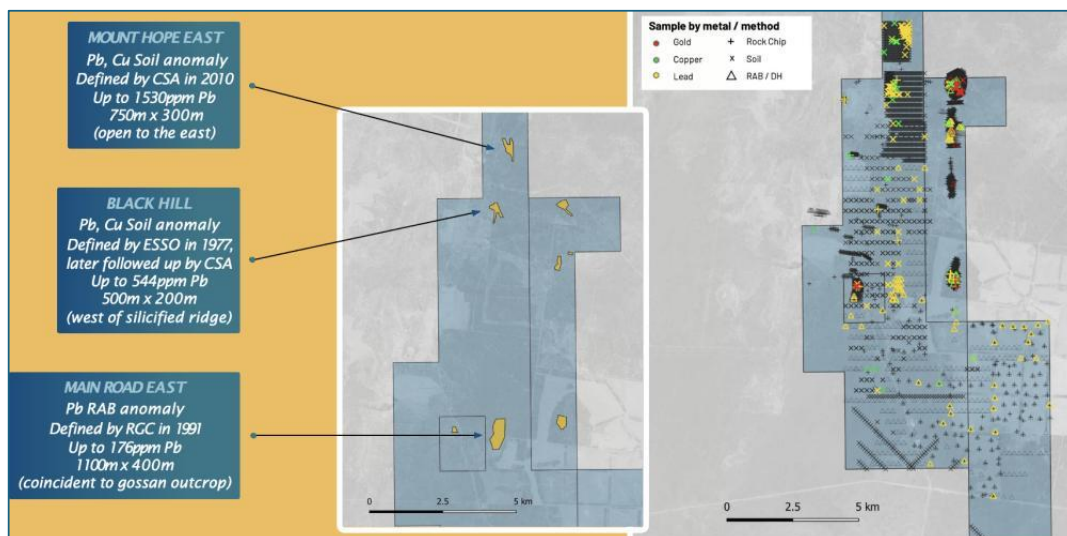 MOUNT HOPE EAST
Pb, Cu Soil anomaly
Defined by CSA in 2010
Up to 1530ppm Pb
750m x 300m
(open to the east)
BLACK HILL
Pb, Cu Soil anomaly
Defined by ESSO in 1977,
later followed up by CSA
Up to 544ppm Pb
500m x 200m
(west of silicified ridge)
MAIN ROAD EAST
Pb RAB anomaly
Defined by RGC in 1991
Up to 176ppm Pb
1100m x 400m
(coincident to gossan outcrop)
0 2.5 5 km
Sample by metal / method
Gold Rock Chip
Copper Soil
Lead RAB / DH
0 2.5 5 km